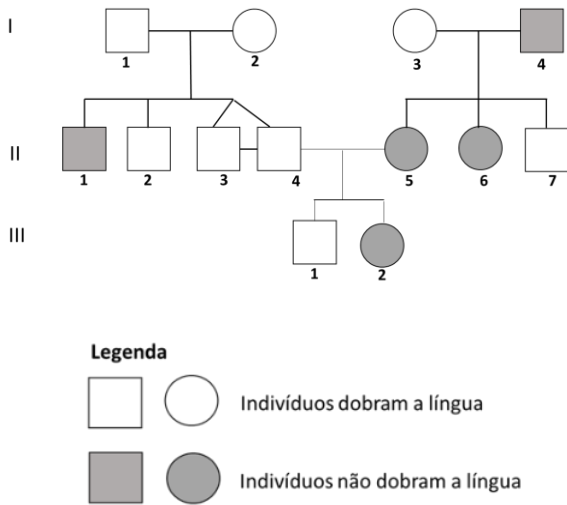 I
1 2 3 4
II
1 2 3 4 5 6 7
III
1 2
Legenda
Indivíduos dobram a língua
Indivíduos não dobram a língua